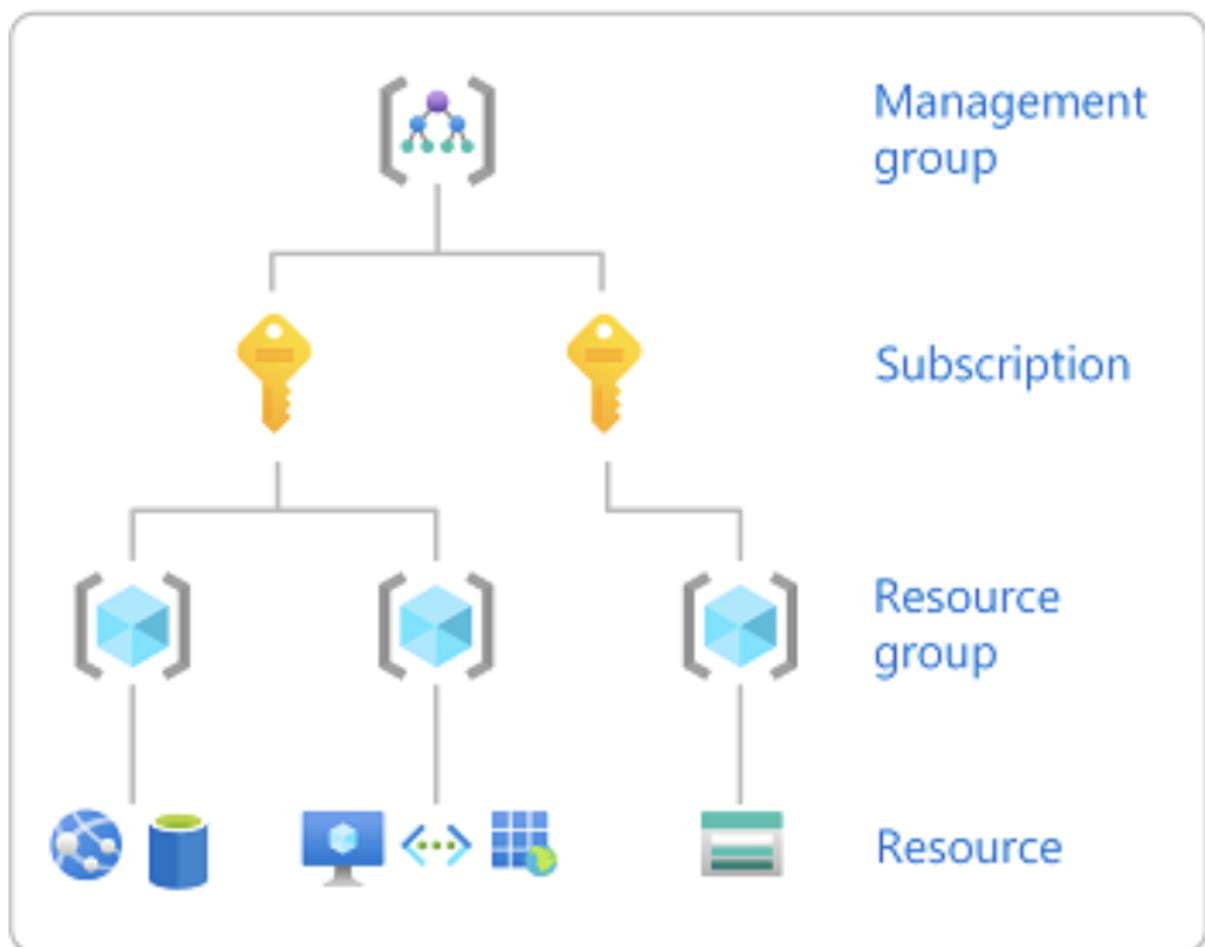 Management
group
Subscription
Resource
group
Resource